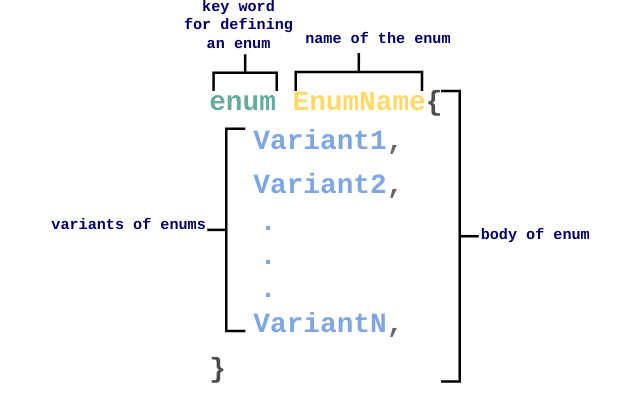 key word
for defining
an enum
name of the enum
enum EnumName{
Variant1,
Variant2,
.
.
.
VariantN,
}
variants of enums
body of enum